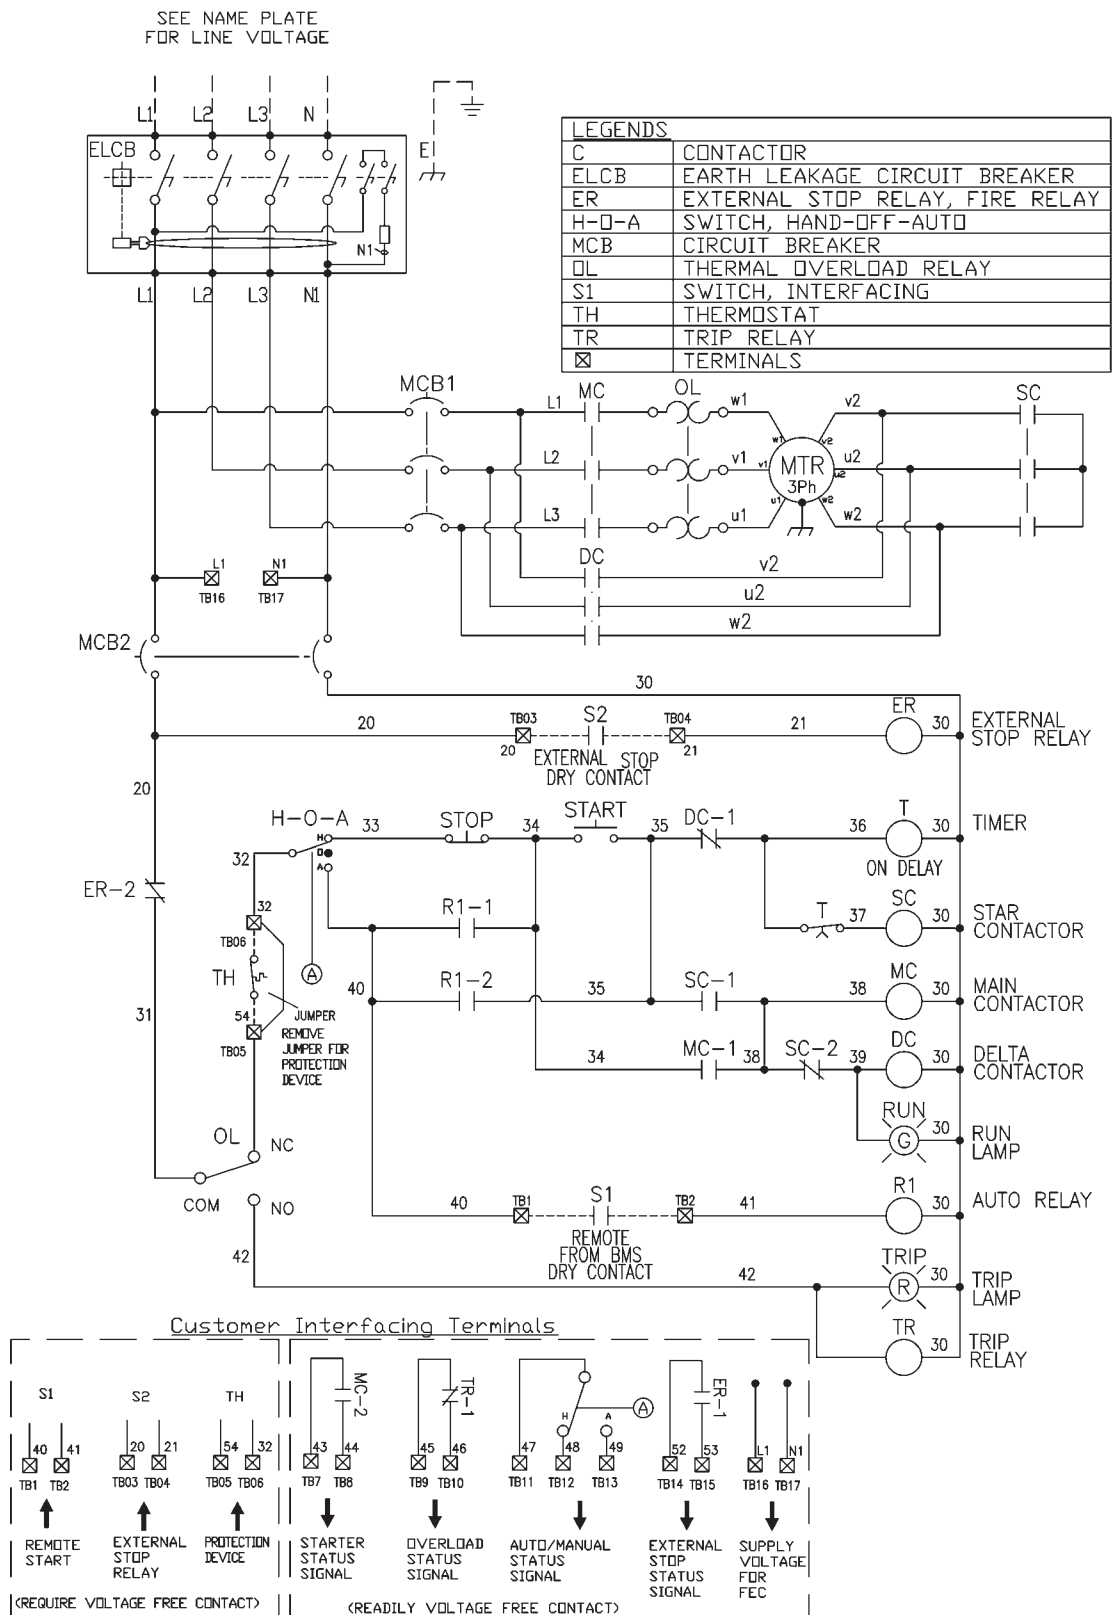 SEE NAME PLATE
FOR LINE VOLTAGE
L1 L2 L3 N
E
ELCB
N1
L1 L2 L3 N1
LEGENDS
C CONTACTOR
ELCB EARTH LEAKAGE CIRCUIT BREAKER
ER EXTERNAL STOP RELAY, FIRE RELAY
H-O-A SWITCH, HAND-OFF-AUTO
MCB CIRCUIT BREAKER
OL THERMAL OVERLOAD RELAY
S1 SWITCH, INTERFACING
TH THERMOSTAT
TR TRIP RELAY
TERMINALS
MCB1 MC OL SC
L1 w1 v2
w1 v2
L2 v1 v1 MTR u2 u2
3Ph
L3 u1 u1 w2 w2
DC
v2
u2
w2
L1 N1
TB16 TB17
MCB2
30
20 TB03 S2 TB04 21 ER 30 EXTERNAL
STOP RELAY
20 21
EXTERNAL STOP
DRY CONTACT
20
H-O-A 33 STOP 34 START 35 DC-1 36 T 30 TIMER
H
O
A
ON DELAY
32
ER-2
32
TB06
R1-1 T 37 SC 30 STAR
CONTACTOR
TH
A
40 R1-2 35 SC-1 38 MC 30 MAIN
CONTACTOR
31
54
TB05
JUMPER
REMOVE
JUMPER FOR
PROTECTION
DEVICE
34 MC-1 38 SC-2 39 DC 30 DELTA
CONTACTOR
RUN
G 30 RUN
LAMP
OL NC
COM NO
40 TB1 S1 TB2 41 R1 30 AUTO RELAY
REMOTE
FROM BMS
DRY CONTACT
42 42 TRIP
R 30 TRIP
LAMP
TR 30 TRIP
RELAY
Customer Interfacing Terminals
S1 S2 TH
MC-2 TR-1 H A A ER-1
40 41 20 21 54 32 43 44 45 46 47 48 49 52 53 L1 N1
TB1 TB2 TB03 TB04 TB05 TB06 TB7 TB8 TB9 TB10 TB11 TB12 TB13 TB14 TB15 TB16 TB17
REMOTE
START
EXTERNAL
STOP
RELAY
PROTECTION
DEVICE
STARTER
STATUS
SIGNAL
OVERLOAD
STATUS
SIGNAL
AUTO/MANUAL
STATUS
SIGNAL
EXTERNAL
STOP
STATUS
SIGNAL
SUPPLY
VOLTAGE
FOR
FEC
(REQUIRE VOLTAGE FREE CONTACT)
(READILY VOLTAGE FREE CONTACT)